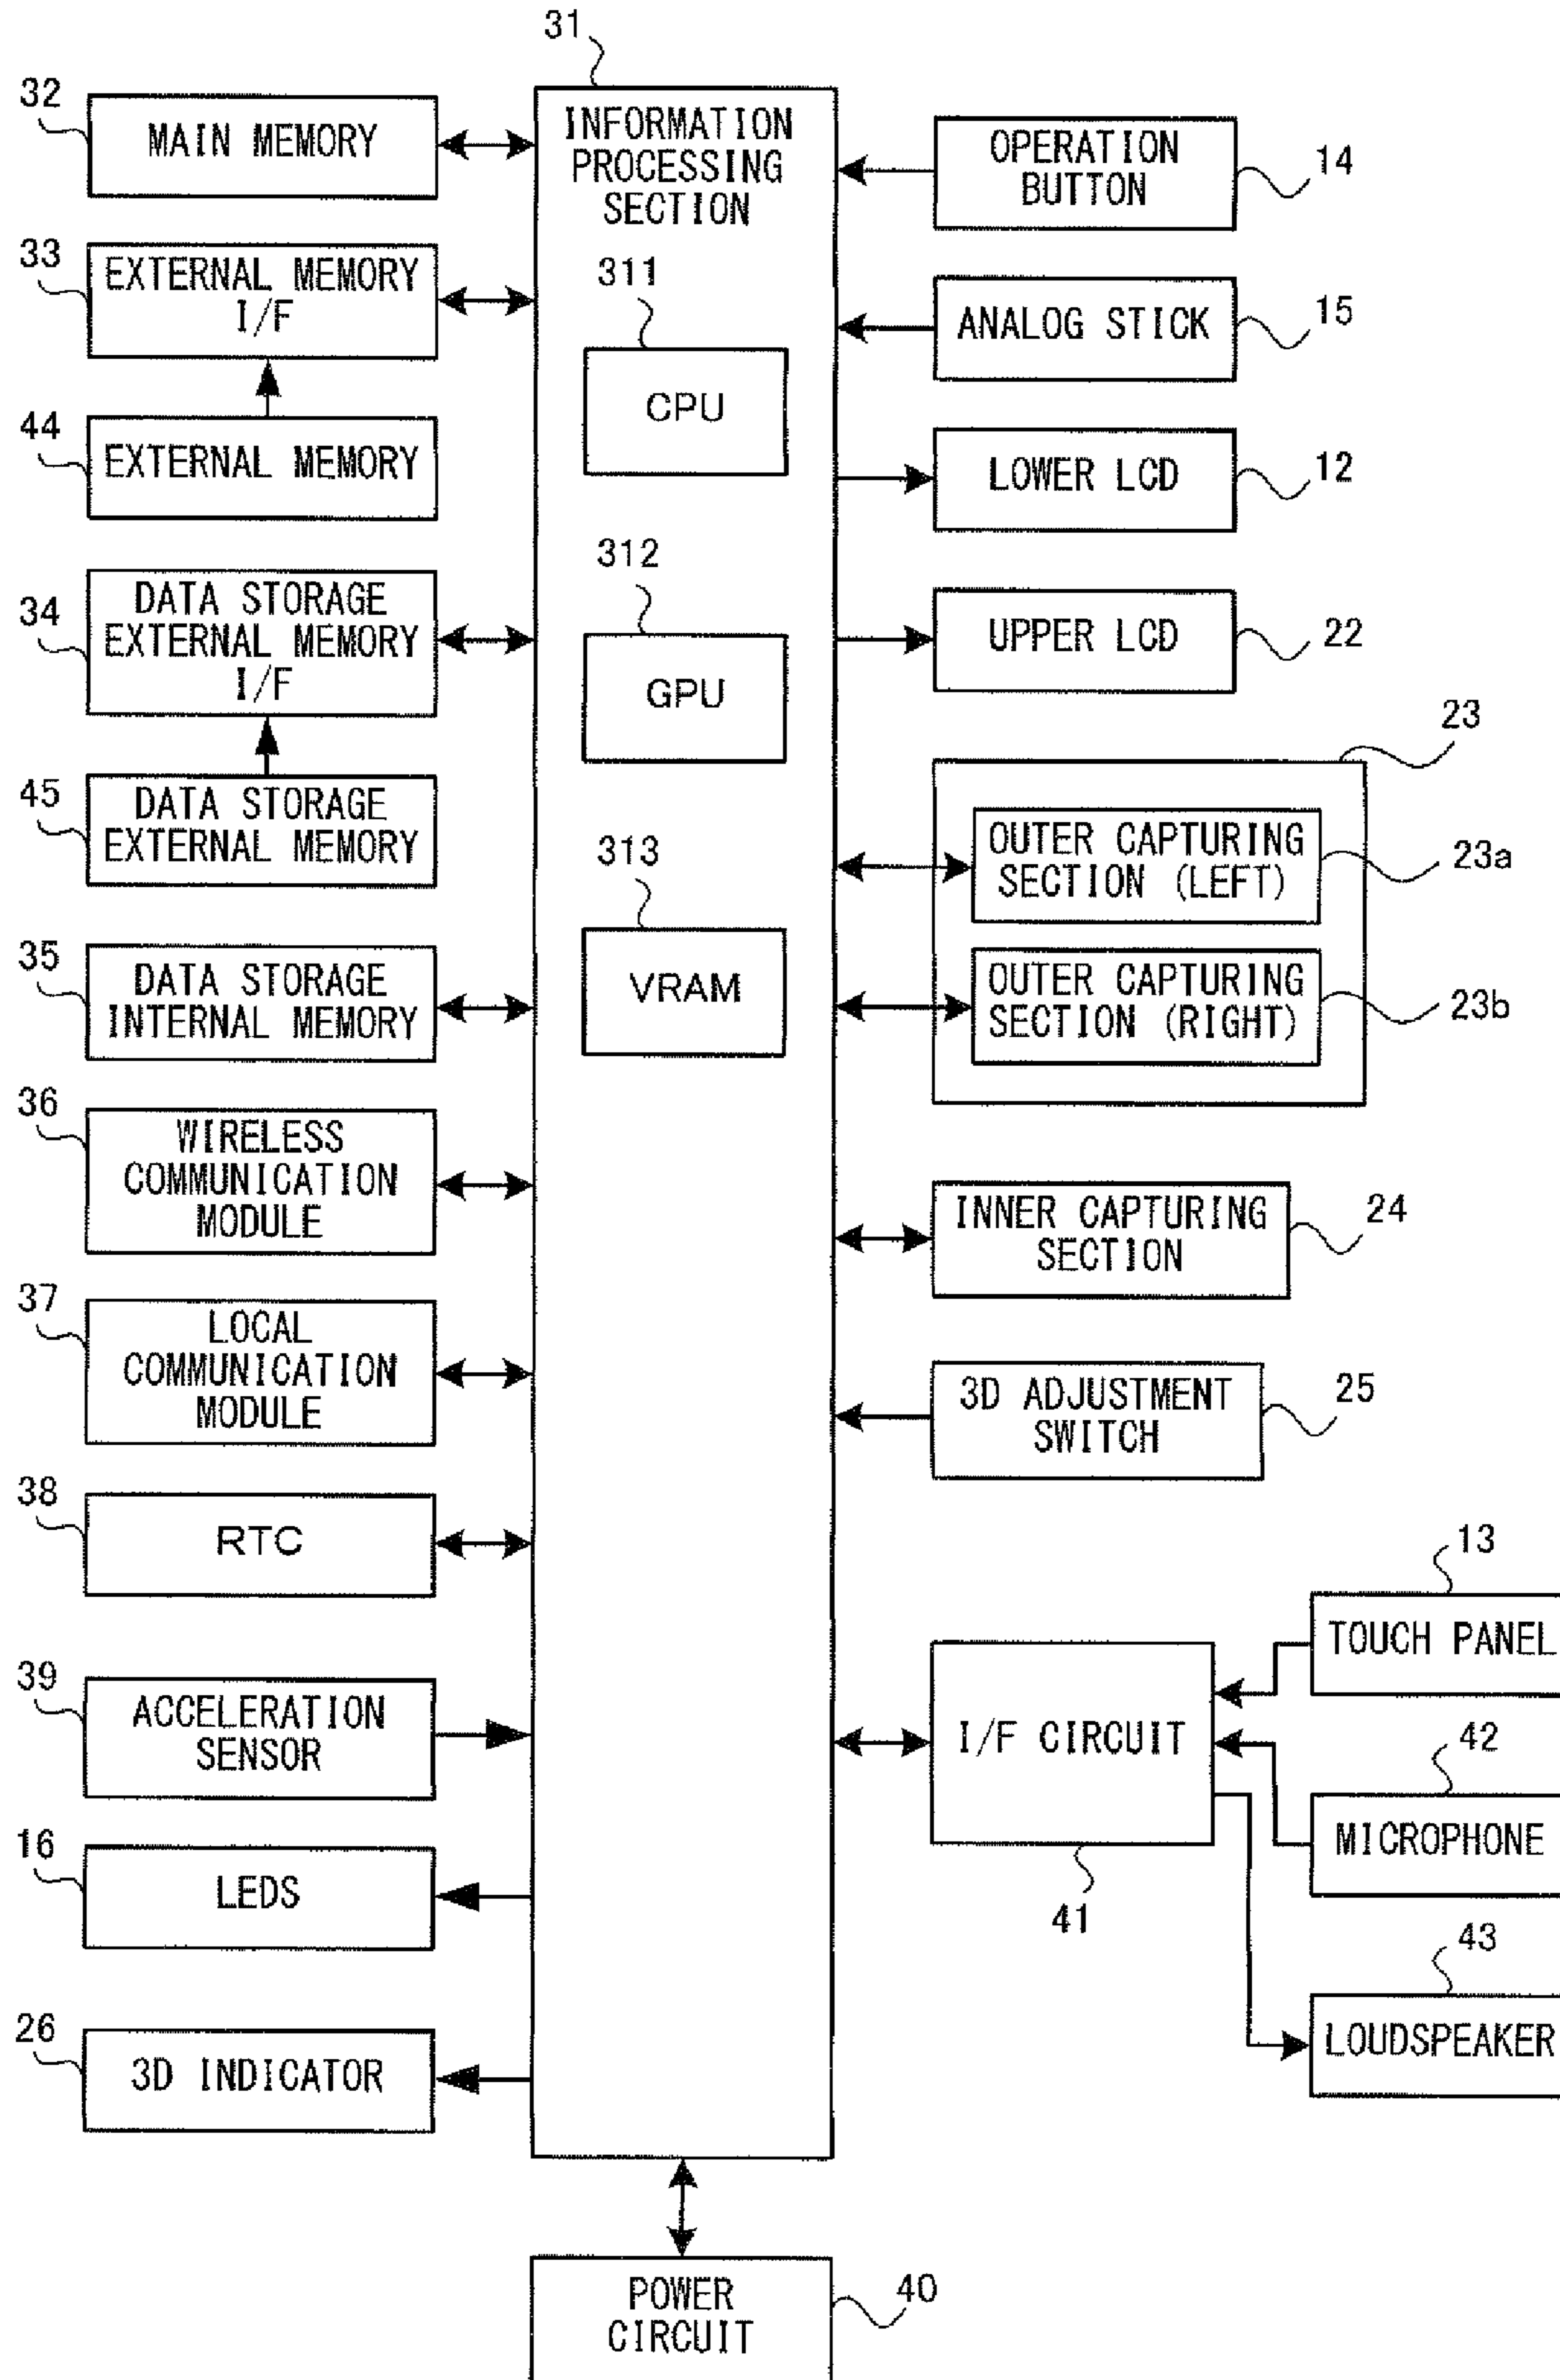 31
INFORMATION
PROCESSING
SECTION
311
CPU
312
GPU
313
VRAM
32
MAIN MEMORY
33
EXTERNAL MEMORY
I/F
44
EXTERNAL MEMORY
34
DATA STORAGE
EXTERNAL MEMORY
I/F
45
DATA STORAGE
EXTERNAL MEMORY
35
DATA STORAGE
INTERNAL MEMORY
36
WIRELESS
COMMUNICATION
MODULE
37
LOCAL
COMMUNICATION
MODULE
38
RTC
39
ACCELERATION
SENSOR
16
LEDS
26
3D INDICATOR
OPERATION
BUTTON
14
ANALOG STICK
15
LOWER LCD
12
UPPER LCD
22
23
OUTER CAPTURING
SECTION (LEFT)
23a
OUTER CAPTURING
SECTION (RIGHT)
23b
INNER CAPTURING
SECTION
24
3D ADJUSTMENT
SWITCH
25
13
TOUCH PANEL
I/F CIRCUIT
41
42
MICROPHONE
43
LOUDSPEAKER
POWER
CIRCUIT
40